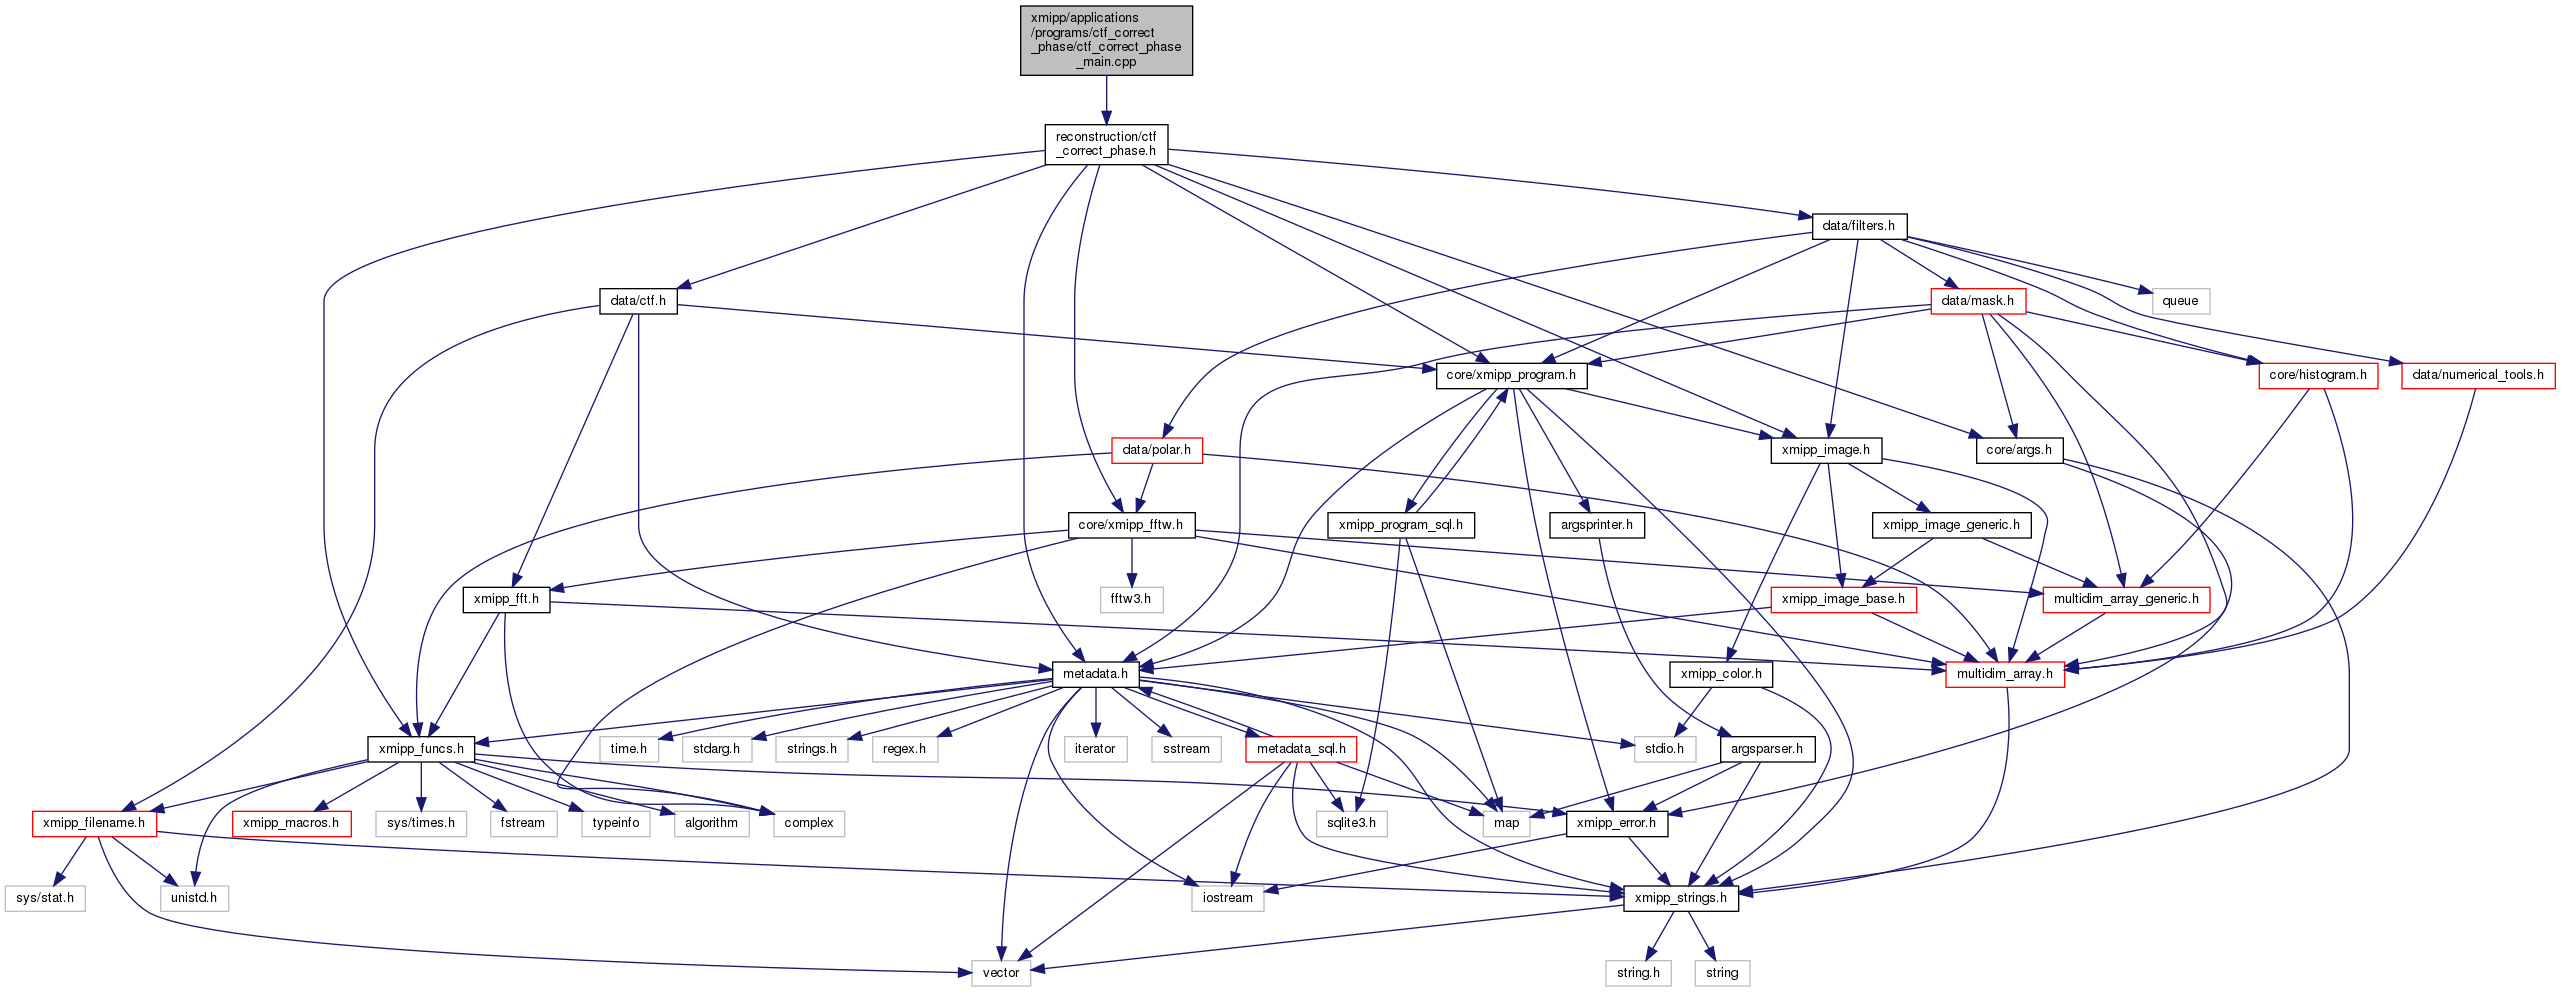 xmipp/applications
/programs/ctf_correct
_phase/ctf_correct_phase
_main.cpp
reconstruction/ctf
_correct_phase.h
data/filters.h
data/ctf.h
data/mask.h
queue
core/xmipp_program.h
core/histogram.h
data/numerical_tools.h
data/polar.h
xmipp_image.h
core/args.h
core/xmipp_fftw.h
xmipp_program_sql.h
argsprinter.h
xmipp_image_generic.h
xmipp_fft.h
fftw3.h
xmipp_image_base.h
multidim_array_generic.h
metadata.h
xmipp_color.h
multidim_array.h
xmipp_funcs.h
time.h
stdarg.h
strings.h
regex.h
iterator
sstream
metadata_sql.h
stdio.h
argsparser.h
xmipp_filename.h
xmipp_macros.h
sys/times.h
fstream
typeinfo
algorithm
complex
sqlite3.h
map
xmipp_error.h
sys/stat.h
unistd.h
iostream
xmipp_strings.h
vector
string.h
string